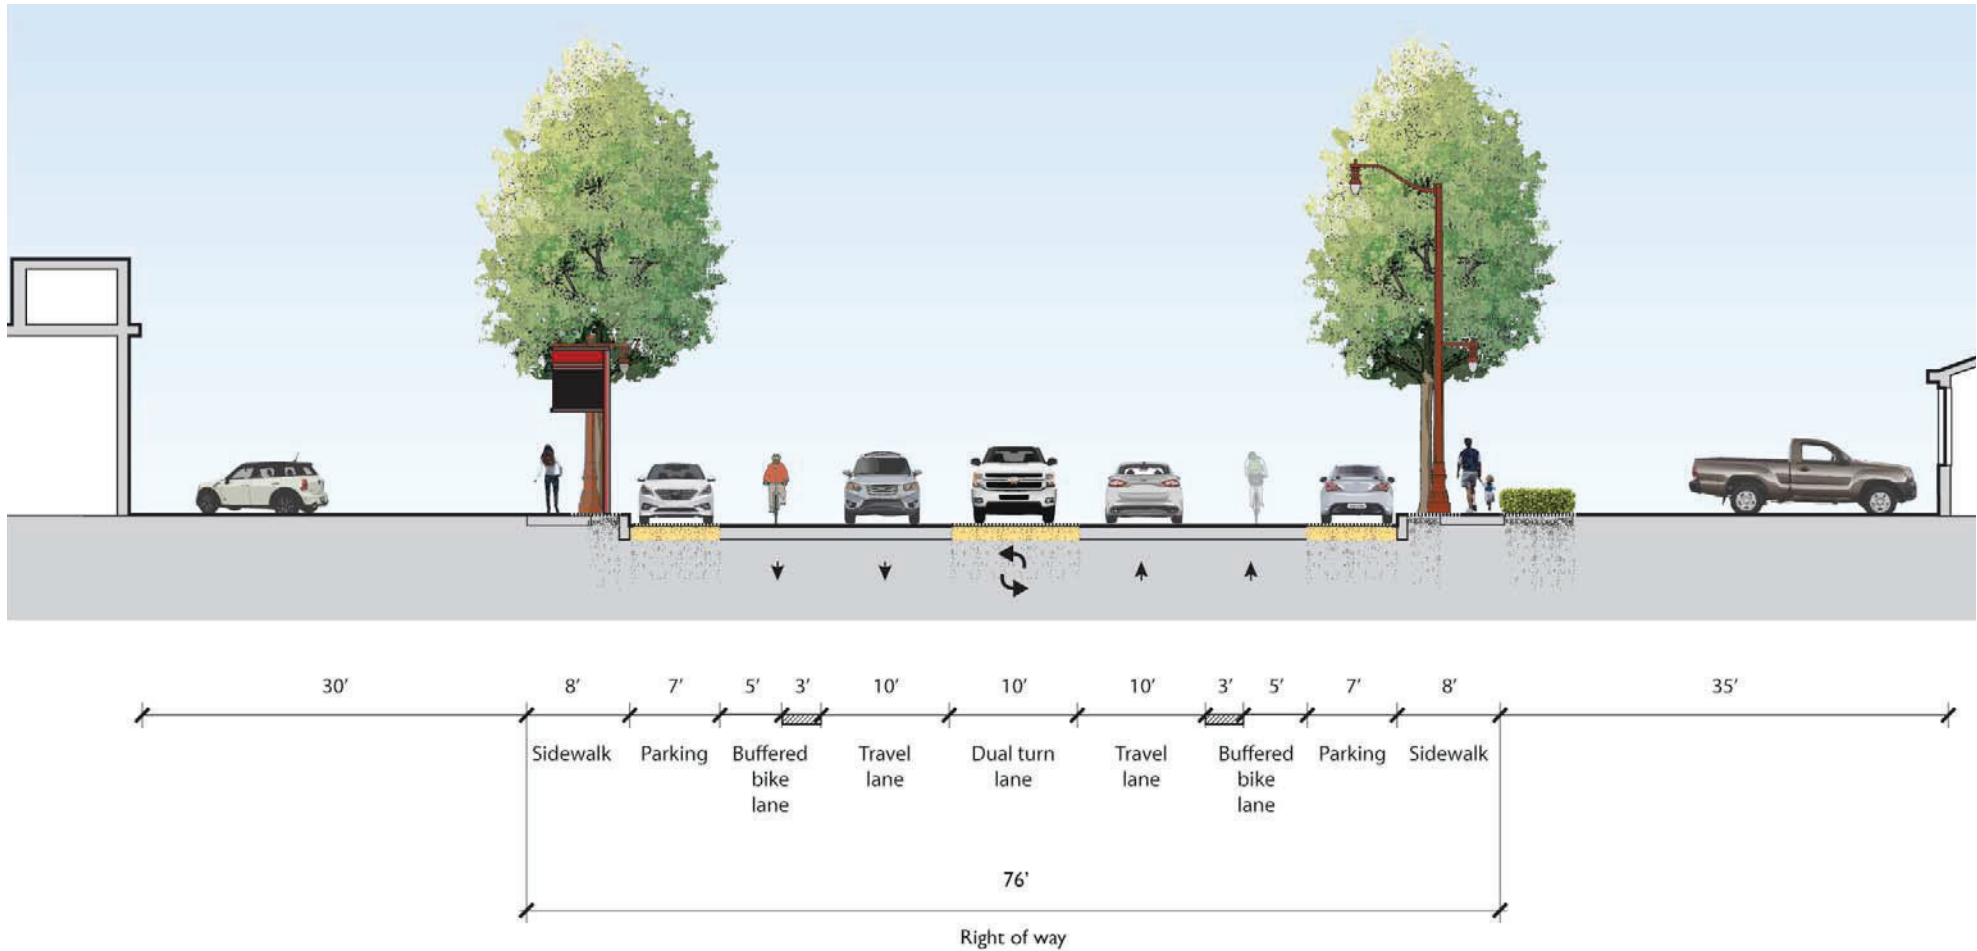 30’ 8’ 7’ 5’ 3’ 10’ 10’ 10’ 3’ 5’ 7’ 8’ 35’
Sidewalk Parking Buffered Travel Dual turn Travel Buffered Parking Sidewalk
bike lane lane lane bike
lane lane
76’
Right of way